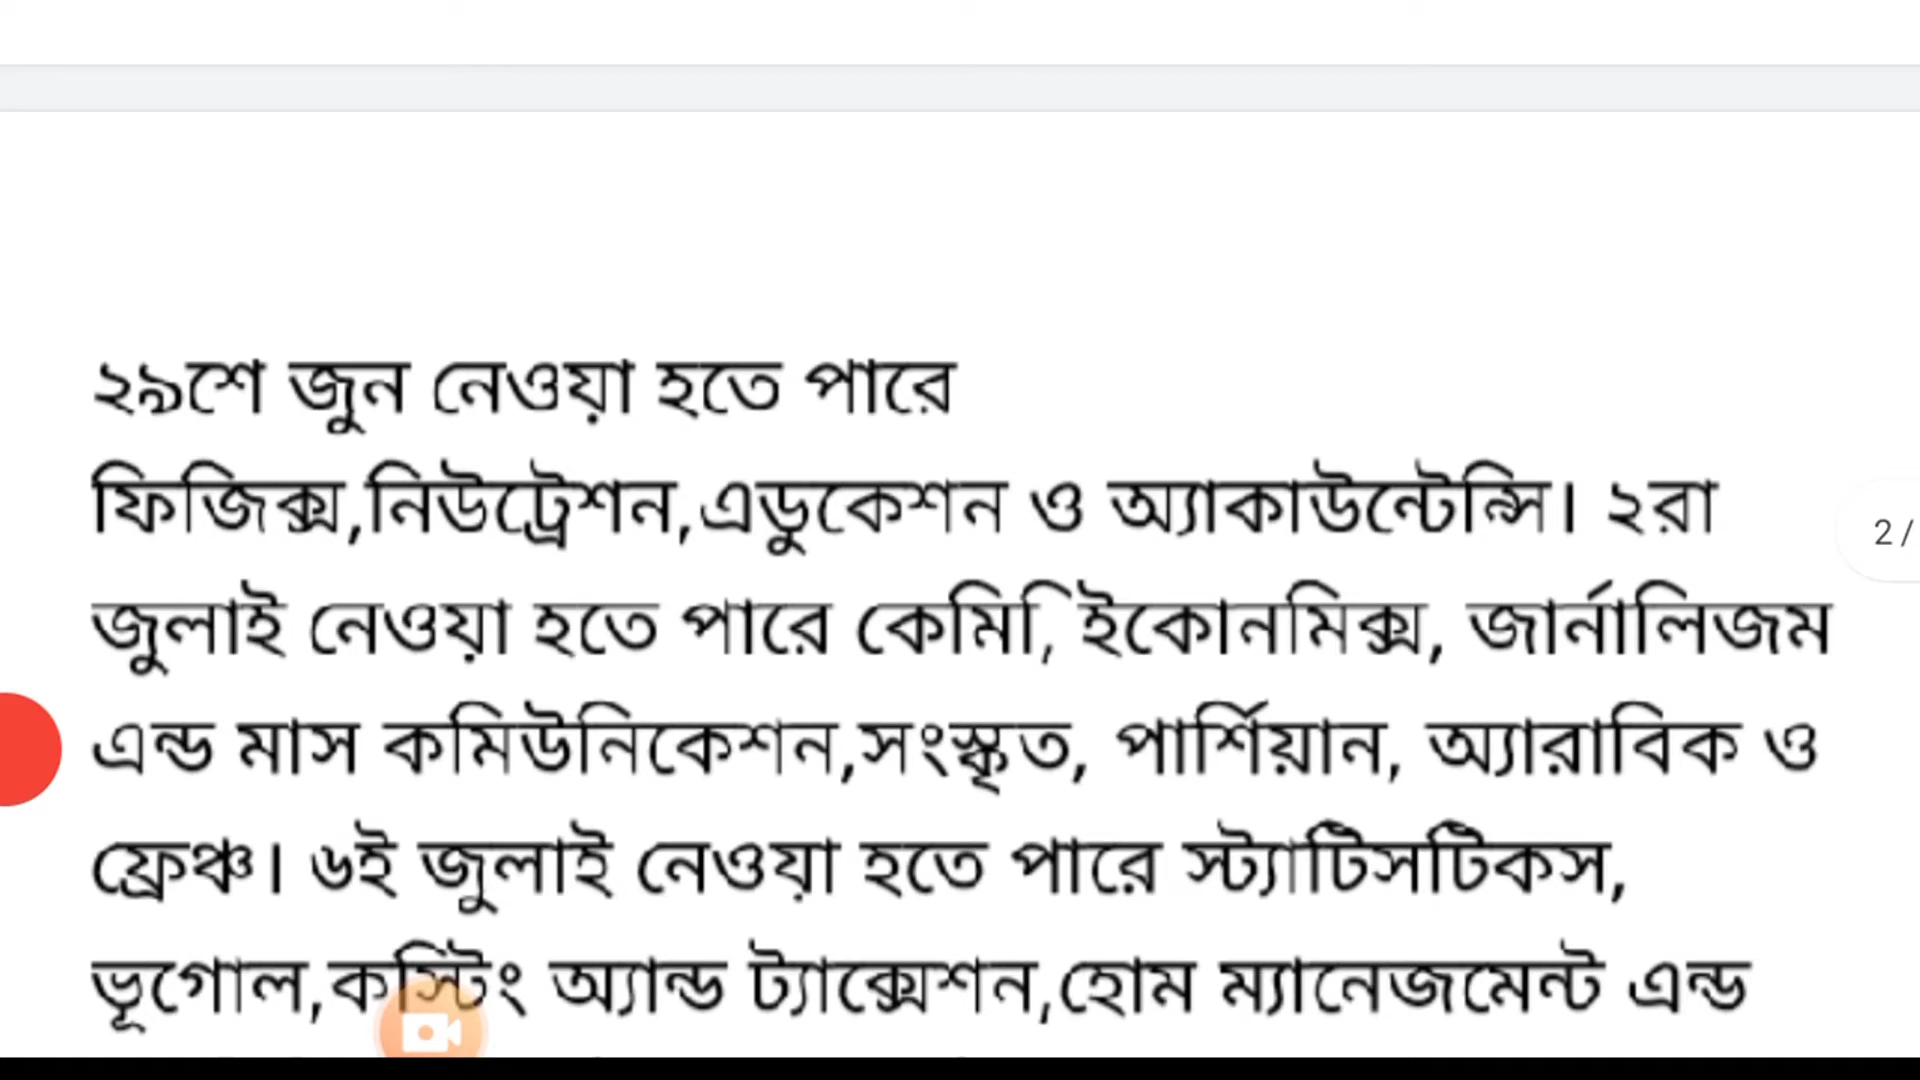 ২৯শে জুন নেওয়া হতে পারে
ফিজিক্স,নিউট্রেশন,এডুকেশন ও অ্যাকাউন্টেন্সি। ২রা
2 /
জুলাই নেওয়া হতে পারে কেমিি, ইকোনমিক্স, জার্নালিজম
এন্ড মাস কমিউনিকেশন,সংস্কৃত, পার্শিয়ান, অ্যারাবিক ও
ফ্রেঞ্চ। ৬ই জুলাই নেওয়া হতে পারে স্ট্যাটিসটিকস,
ভূগোল,কস্টিং অ্যান্ড ট্যাক্সেশন,হোম ম্যানেজমেন্ট এন্ড